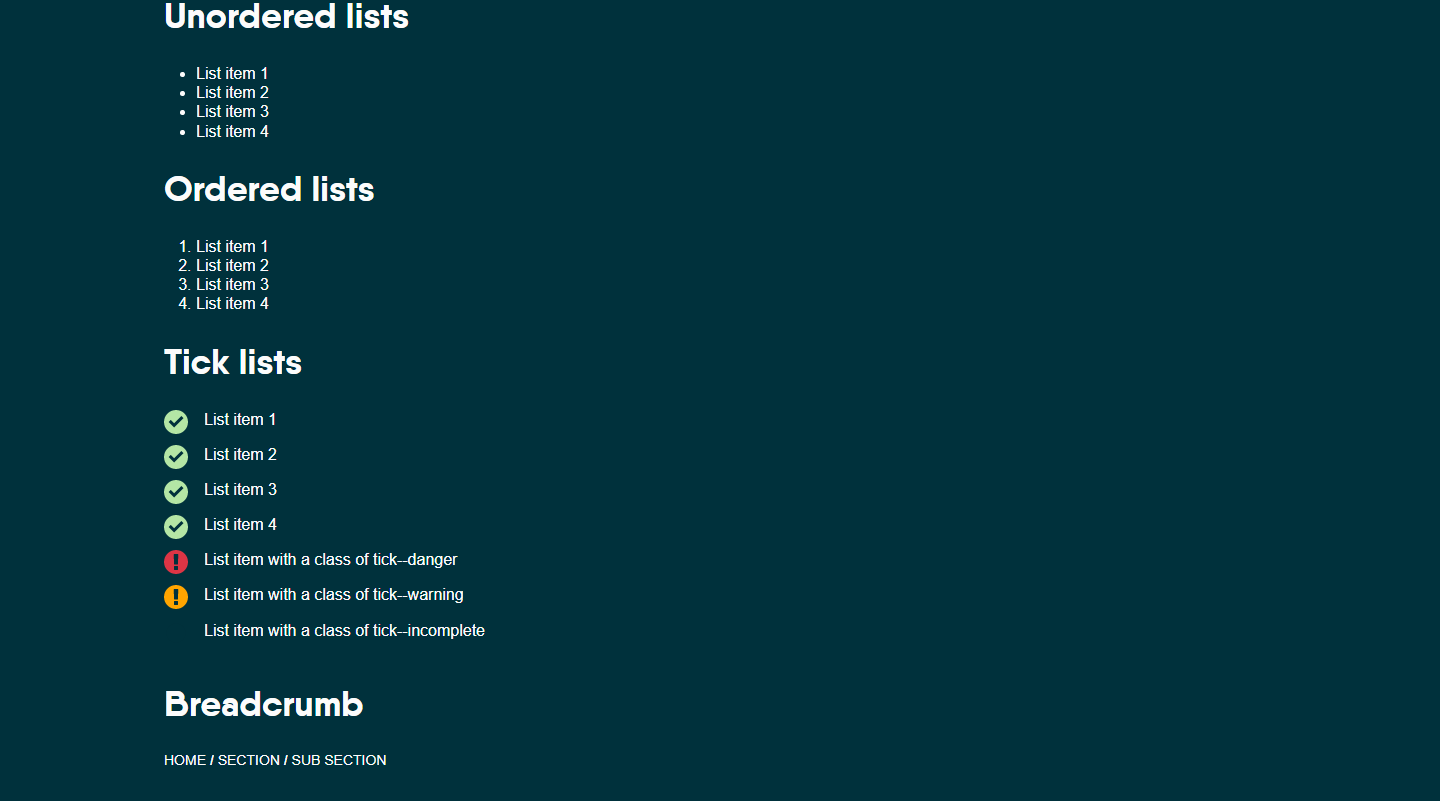 Unordered lists
• List item 1
• List item 2
• List item 3
• List item 4
Ordered lists
1. List item 1
2. List item 2
3. List item 3
4. List item 4
Tick lists
List item 1
List item 2
List item 3
List item 4
List item with a class of tick--danger
List item with a class of tick--warning
List item with a class of tick--incomplete
Breadcrumb
HOME / SECTION / SUB SECTION